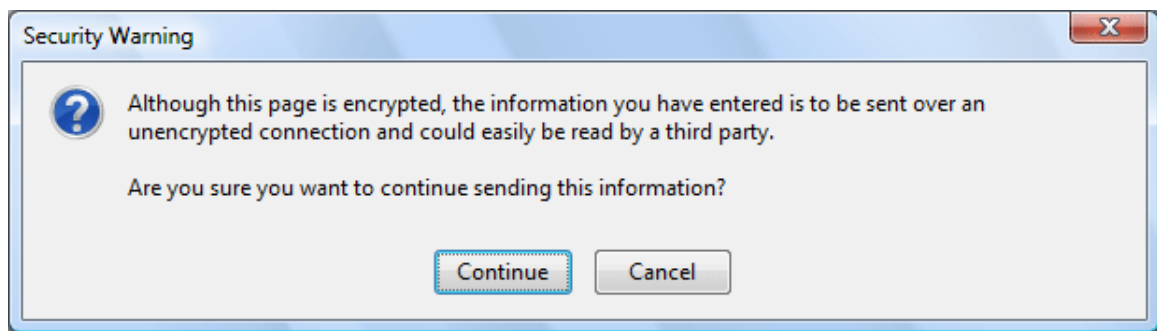 Security Warning
Although this page is encrypted, the information you have entered is to be sent over an
unencrypted connection and could easily be read by a third party.
Are you sure you want to continue sending this information?
Continue Cancel